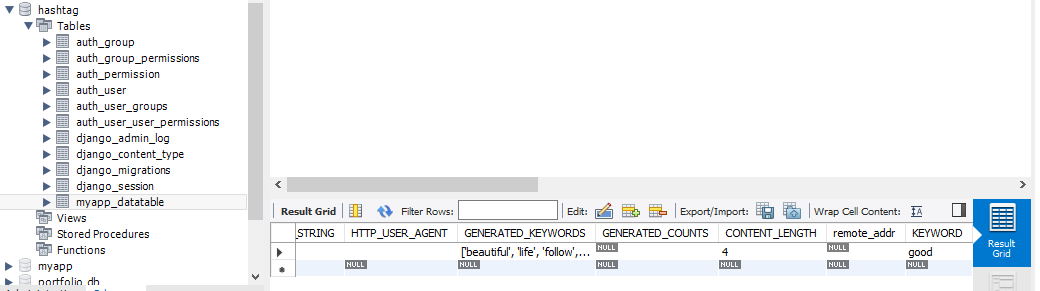 hashtag
Tables
auth_group
auth_group_permissions
auth_permission
auth_user
auth_user_groups
auth_user_user_permissions
django_admin_log
django_content_type
django_migrations
django_session
myapp_datatable
Views
Stored Procedures
Functions
myapp
portfolio_db
Result Grid Filter Rows: Edit: Export/Import: Wrap Cell Content:
_STRING HTTP_USER_AGENT GENERATED_KEYWORDS GENERATED_COUNTS CONTENT_LENGTH remote_addr KEYWORD
['beautiful', 'life', 'follow',... NULL 4 NULL good
NULL NULL NULL NULL NULL NULL
Result
Grid